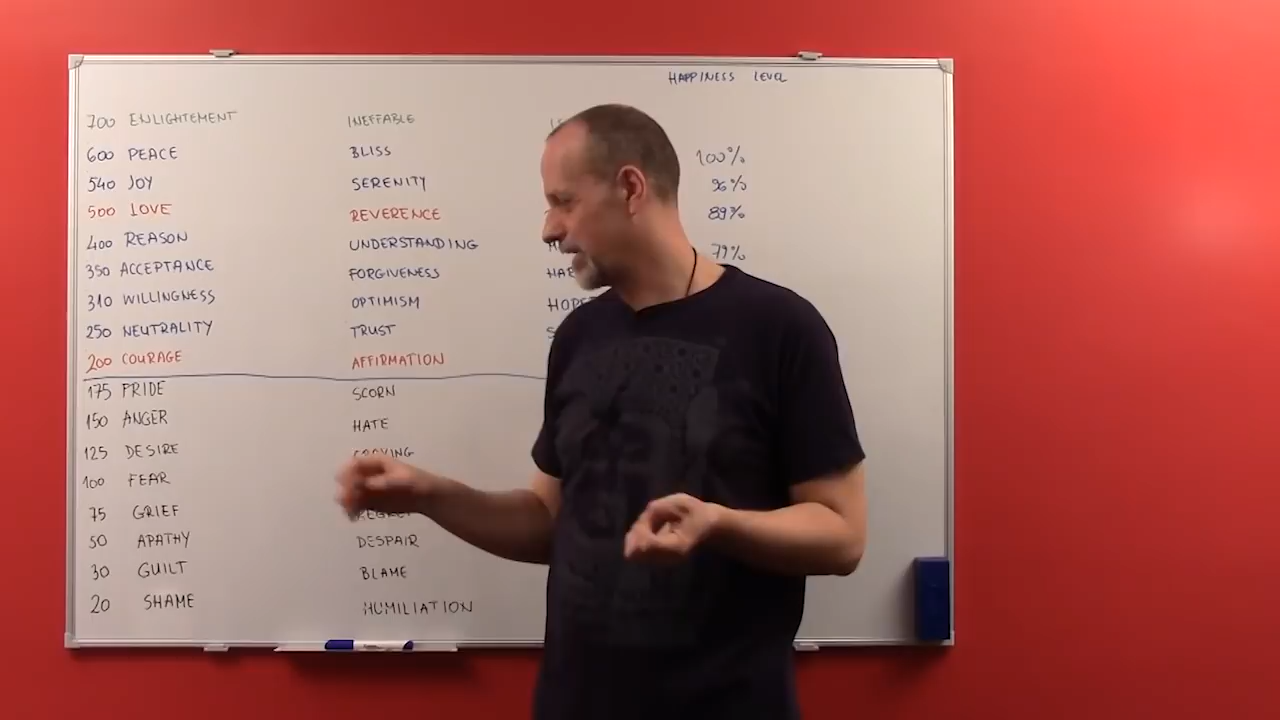 HAPPINESS LEVEL
700 ENLIGHTEMENT INEFFABLE
600 PEACE BLISS 100%
540 JOY SERENITY 96%
500 LOVE REVERENCE 89%
400 REASON UNDERSTANDING 79%
350 ACCEPTANCE FORGIVENESS
310 WILLINGNESS OPTIMISM
250 NEUTRALITY TRUST
200 COURAGE AFFIRMATION
175 PRIDE SCORN
150 ANGER HATE
125 DESIRE
100 FEAR
75 GRIEF
50 APATHY DESPAIR
30 GUILT BLAME
20 SHAME HUMILIATION